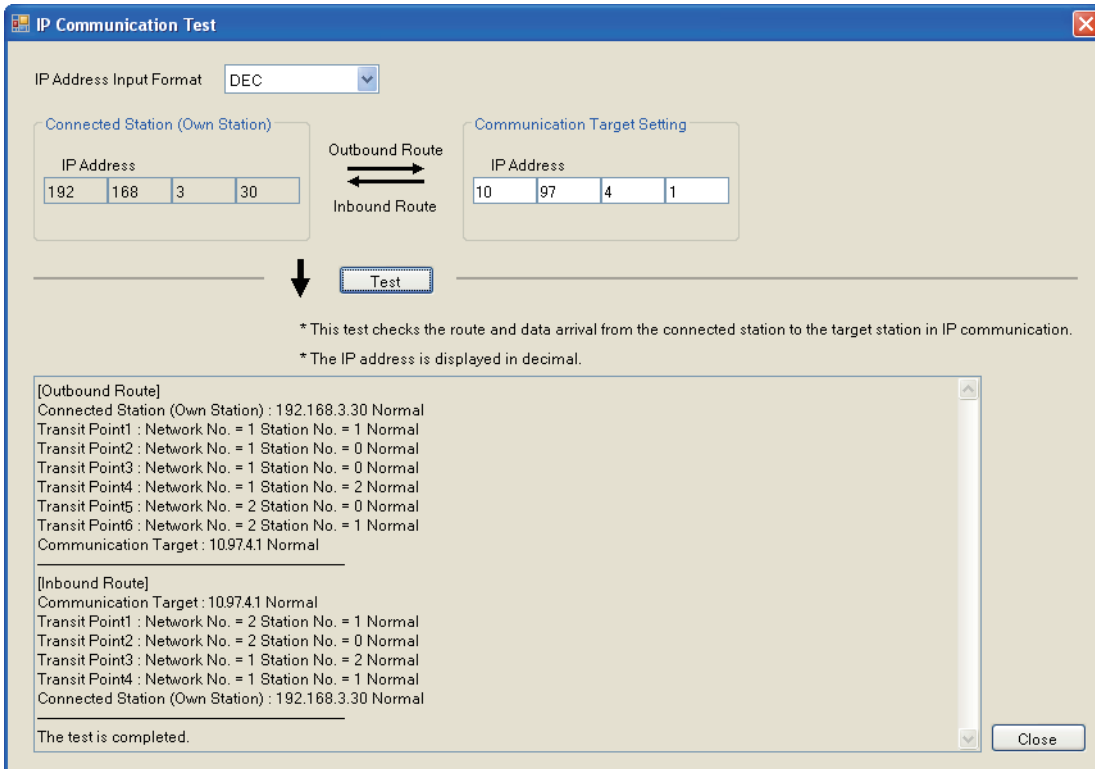 IP Communication Test
IP Address Input Format DEC
Connected Station (Own Station)
IP Address
192 168 3 30
Outbound Route
Inbound Route
Communication Target Setting
IP Address
10 97 4 1
Test
* This test checks the route and data arrival from the connected station to the target station in IP communication.
* The IP address is displayed in decimal.
[Outbound Route]
Connected Station (Own Station) : 192.168.3.30 Normal
Transit Point1 : Network No. = 1 Station No. = 1 Normal
Transit Point2 : Network No. = 1 Station No. = 0 Normal
Transit Point3 : Network No. = 1 Station No. = 0 Normal
Transit Point4 : Network No. = 1 Station No. = 2 Normal
Transit Point5 : Network No. = 2 Station No. = 0 Normal
Transit Point6 : Network No. = 2 Station No. = 1 Normal
Communication Target : 10.97.4.1 Normal
[Inbound Route]
Communication Target : 10.97.4.1 Normal
Transit Point1 : Network No. = 2 Station No. = 1 Normal
Transit Point2 : Network No. = 2 Station No. = 0 Normal
Transit Point3 : Network No. = 1 Station No. = 2 Normal
Transit Point4 : Network No. = 1 Station No. = 1 Normal
Connected Station (Own Station) : 192.168.3.30 Normal
The test is completed.
Close